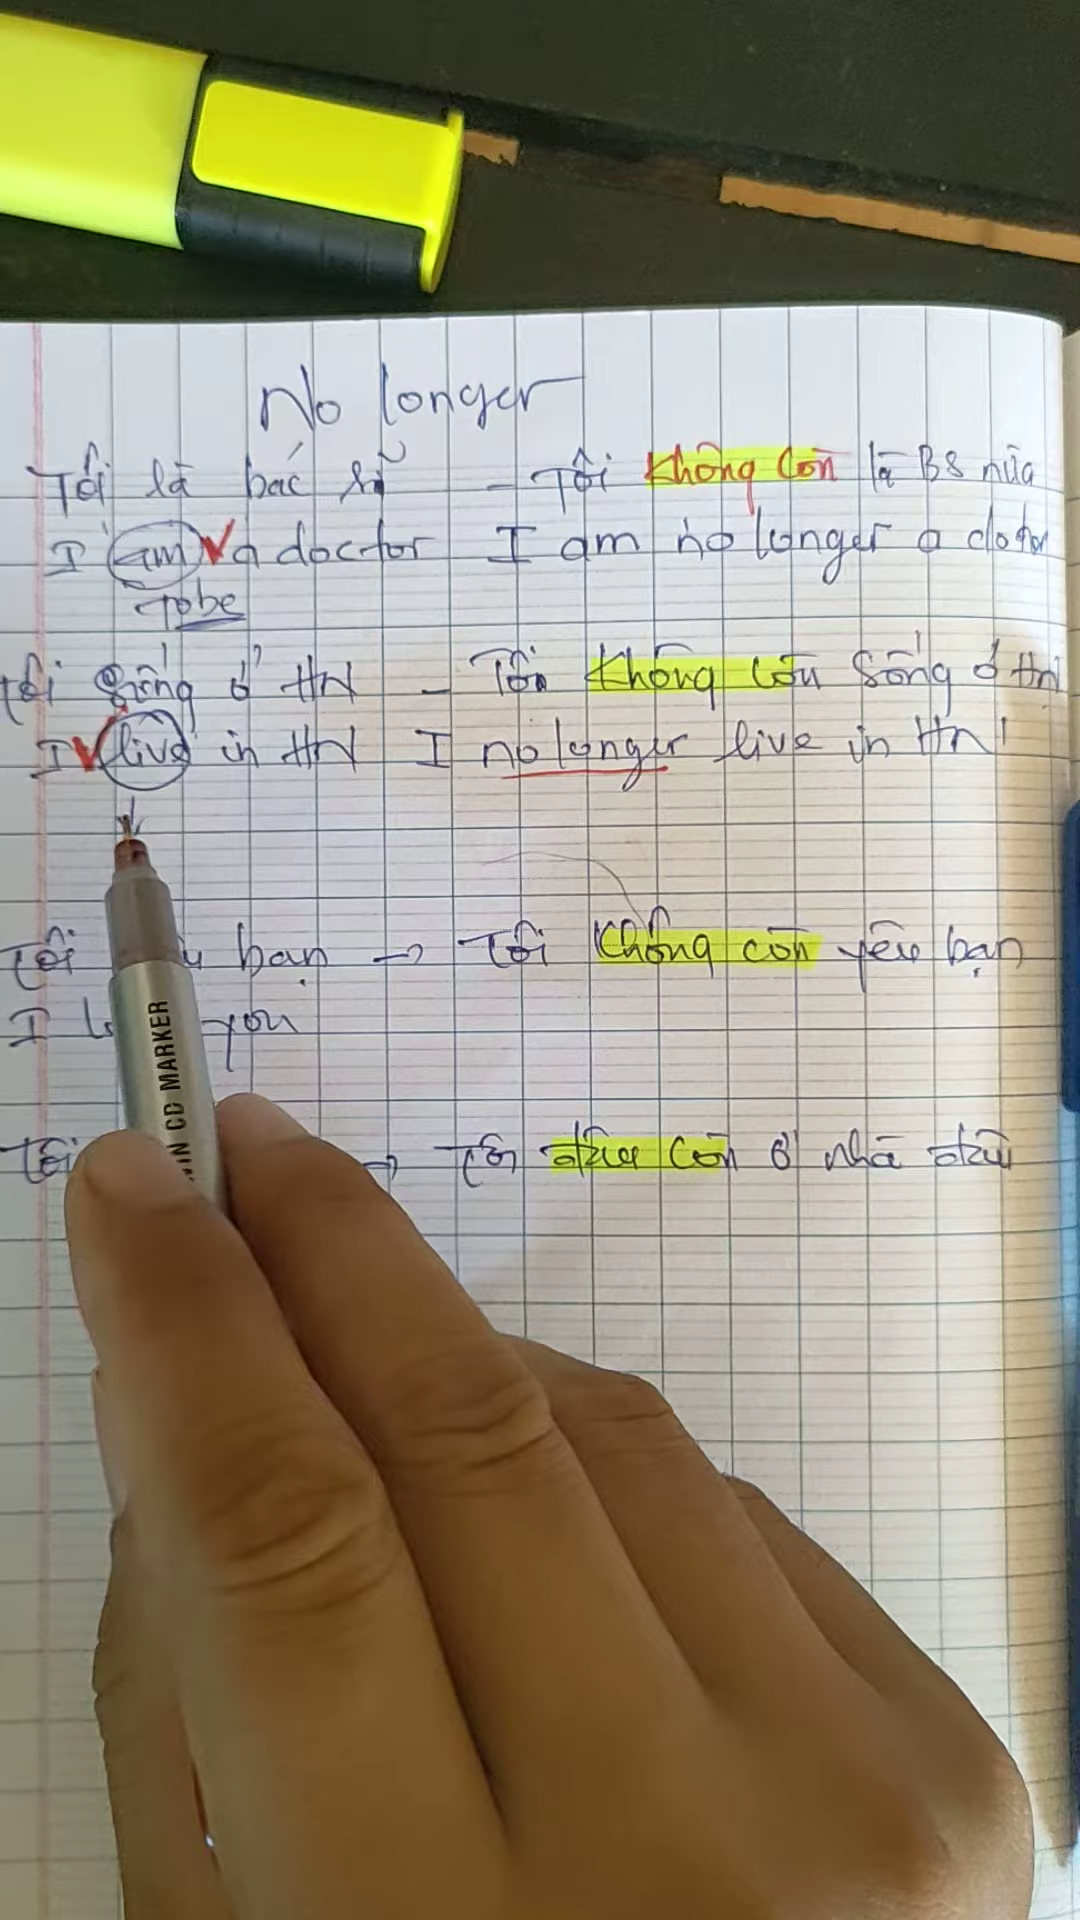 No longer
Tôi là bác sĩ - Tôi không còn là BS nữa
I am V a doctor I am no longer a doctor
Tobe
Tôi sống ở HN - Tôi không còn sống ở HN
I V live in HN I no longer live in HN
Tôi bạn → Tôi không còn yêu bạn
I you
CD MARKER
Tôi → Tôi đâu còn ở nhà đâu